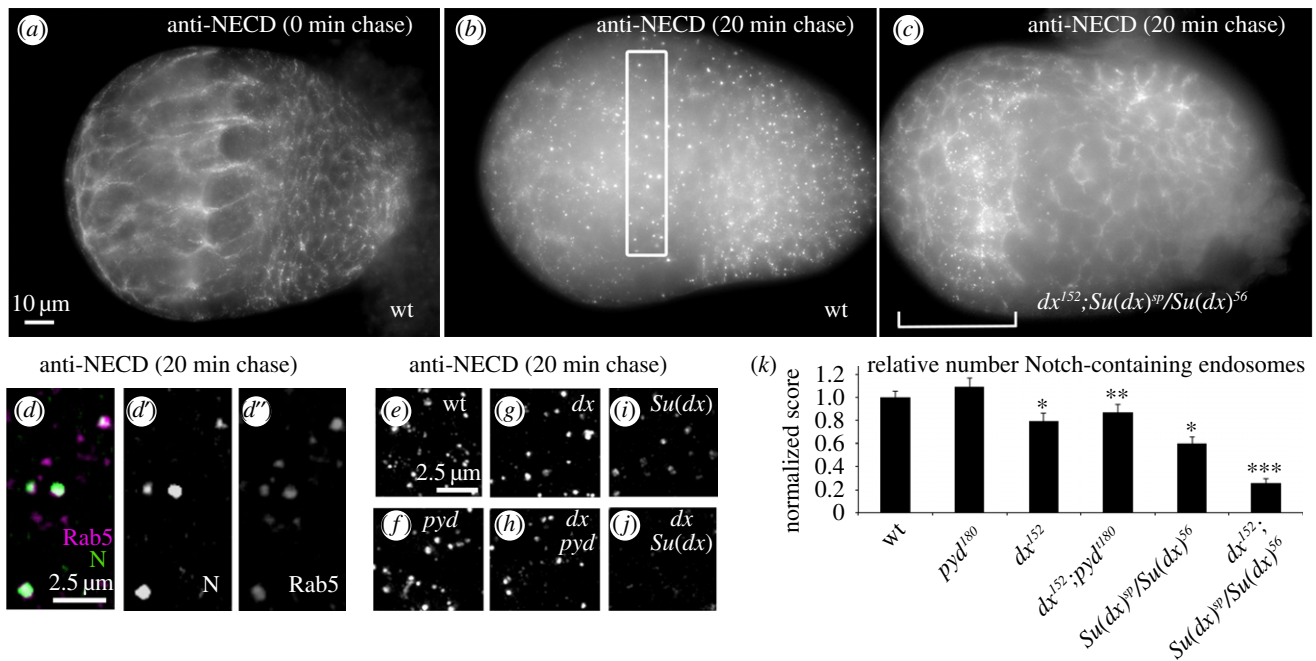 (a) anti-NECD (0 min chase)
10 µm
wt
(b) anti-NECD (20 min chase)
wt
(c) anti-NECD (20 min chase)
dx152;Su(dx)sp/Su(dx)56
anti-NECD (20 min chase)
(d) (d′) (d″)
Rab5
N
2.5 µm
N
Rab5
anti-NECD (20 min chase)
(e) wt
2.5 µm
(g) dx
(i) Su(dx)
(f) pyd
(h) dx
pyd
(j) dx
Su(dx)
(k) relative number Notch-containing endosomes
normalized score
1.2
1.0
0.8
0.6
0.4
0.2
0
*
**
*
***
wt
pyd180
dx152
dx152;pyd180
Su(dx)sp/Su(dx)56
dx152;
Su(dx)sp/Su(dx)56